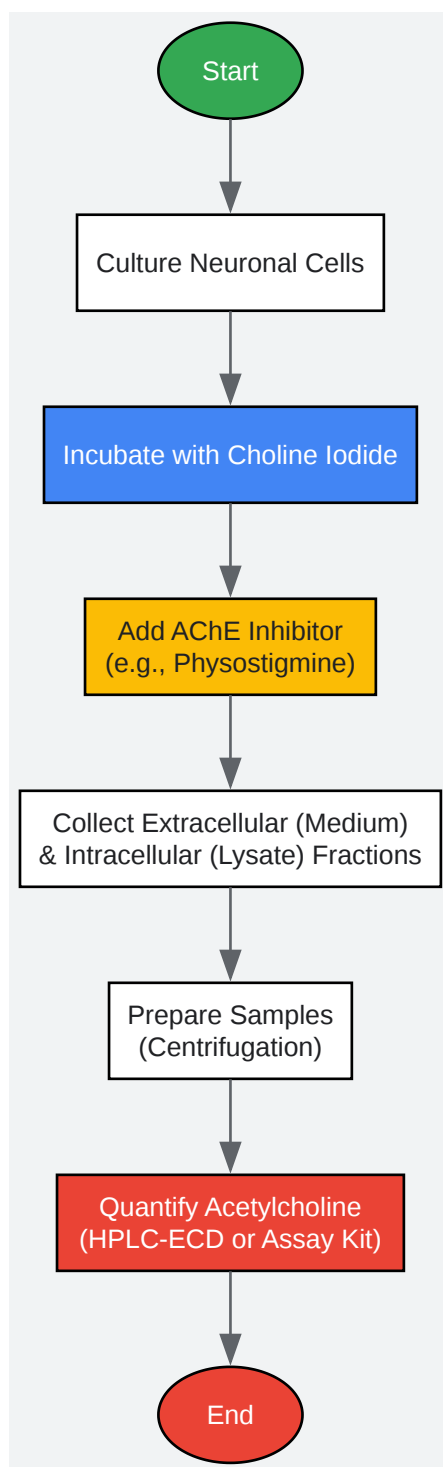 Start
Culture Neuronal Cells
Incubate with Choline Iodide
Add AChE Inhibitor
(e.g., Physostigmine)
Collect Extracellular (Medium)
& Intracellular (Lysate) Fractions
Prepare Samples
(Centrifugation)
Quantify Acetylcholine
(HPLC-ECD or Assay Kit)
End